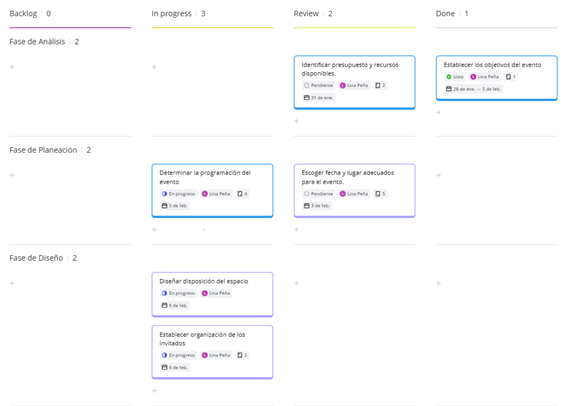 Backlog 0
In progress 3
Review 2
Done 1
Fase de Análisis 2
Identificar presupuesto y recursos
disponibles.
Pendiente Lina Peña 2
31 de ene.
Establecer los objetivos del evento
Listo Lina Peña 1
28 de ene. — 5 de feb.
Fase de Planeación 2
Determinar la programación del
evento
En progreso Lina Peña 4
5 de feb.
Escoger fecha y lugar adecuados
para el evento.
Pendiente Lina Peña 5
3 de feb.
Fase de Diseño 2
Diseñar disposición del espacio
En progreso Lina Peña
6 de feb.
Establecer organización de los
invitados
En progreso Lina Peña 2
6 de feb.